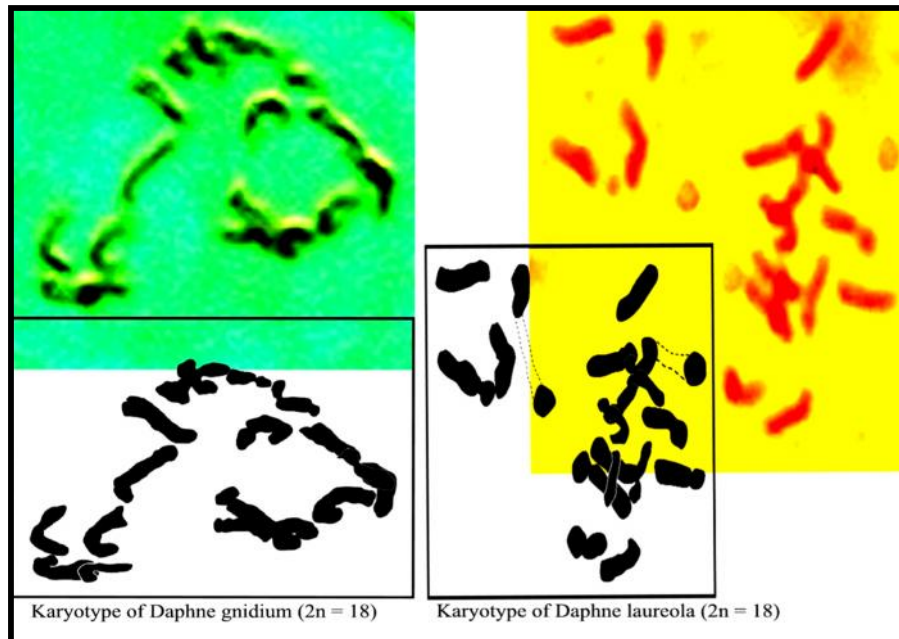 Karyotype of Daphne gnidium (2n = 18)
Karyotype of Daphne laureola (2n = 18)